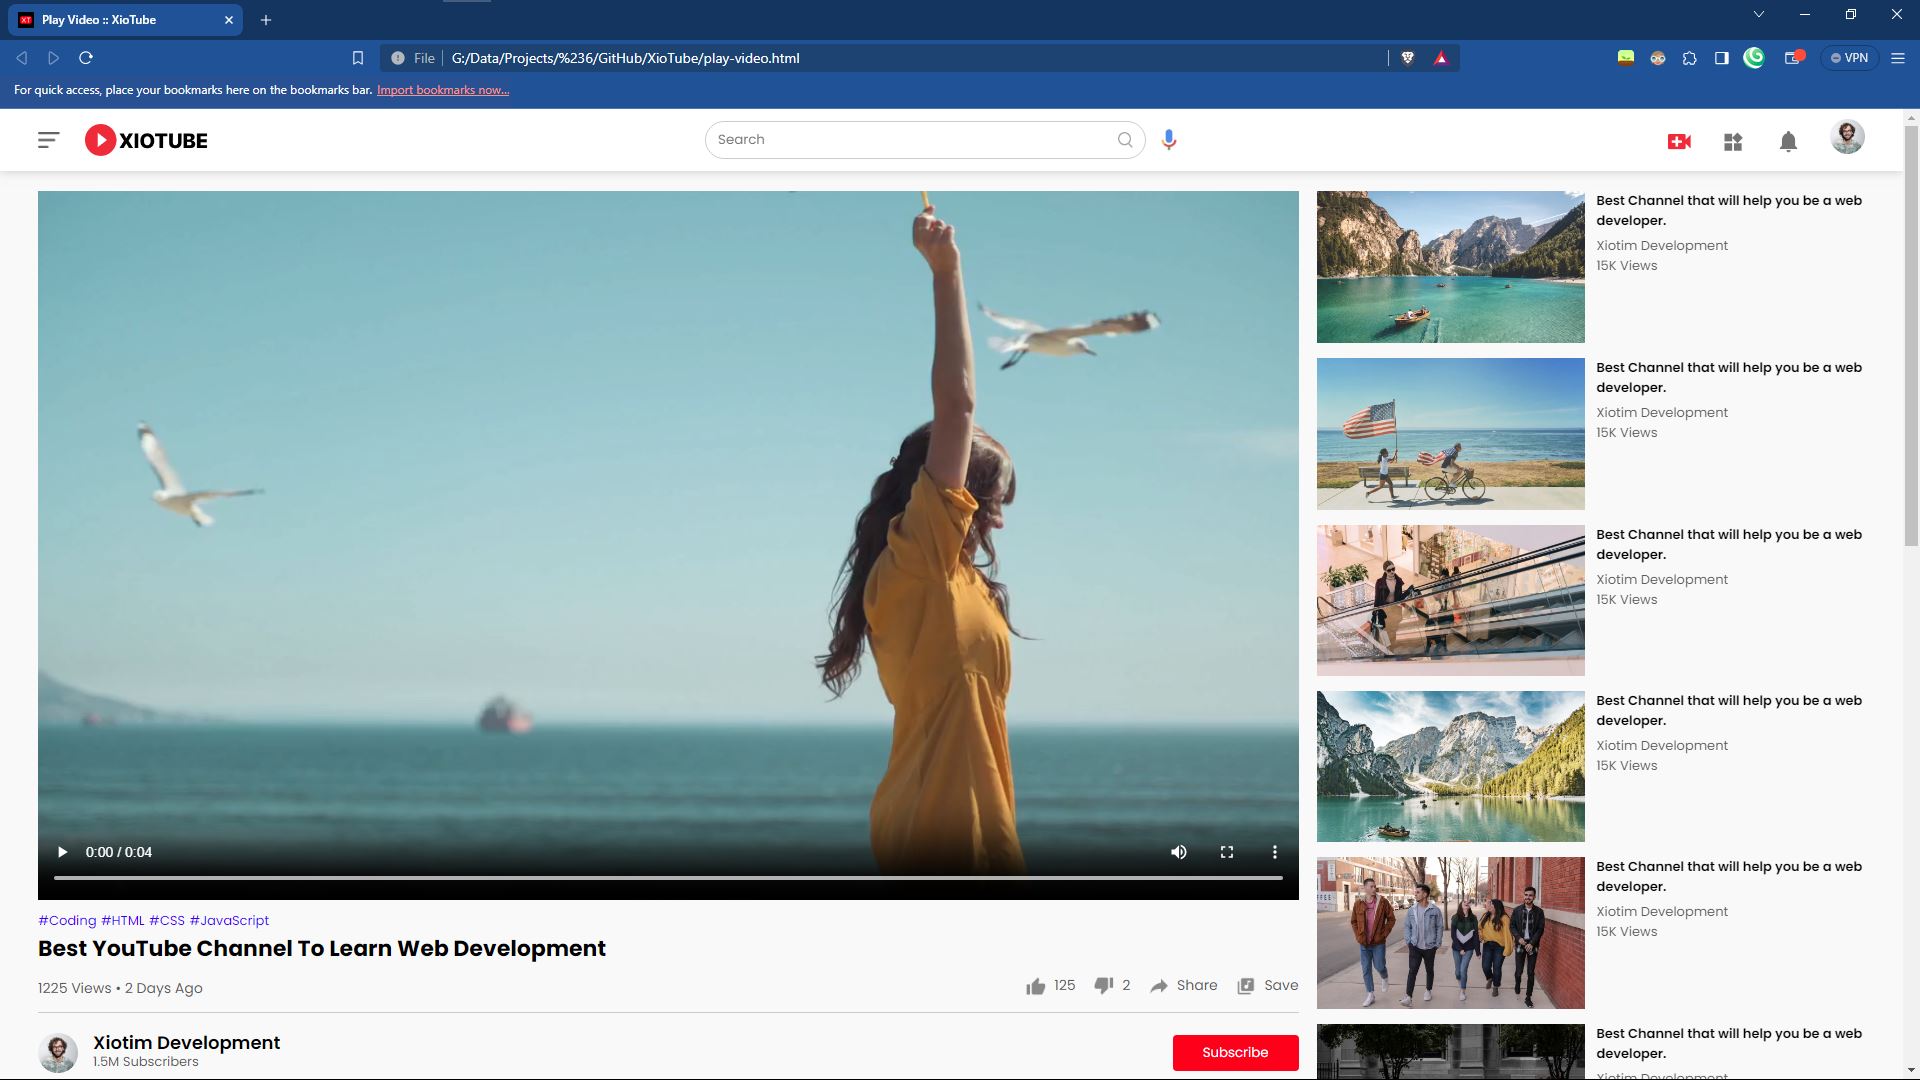 XT Play Video :: XioTube
File G:/Data/Projects/%236/GitHub/XioTube/play-video.html
VPN
For quick access, place your bookmarks here on the bookmarks bar. Import bookmarks now...
XIOTUBE
Search
0:00 / 0:04
#Coding #HTML #CSS #JavaScript
Best YouTube Channel To Learn Web Development
1225 Views • 2 Days Ago
125
2
Share
Save
Xiotim Development
1.5M Subscribers
Subscribe
Best Channel that will help you be a web
developer.
Xiotim Development
15K Views
Best Channel that will help you be a web
developer.
Xiotim Development
15K Views
Best Channel that will help you be a web
developer.
Xiotim Development
15K Views
Best Channel that will help you be a web
developer.
Xiotim Development
15K Views
Best Channel that will help you be a web
developer.
Xiotim Development
15K Views
Best Channel that will help you be a web
developer.
Xiotim Development